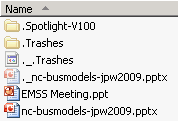 Name
.Spotlight-V100
.Trashes
._.Trashes
._nc-busmodels-jpw2009.pptx
EMSS Meeting.ppt
nc-busmodels-jpw2009.pptx